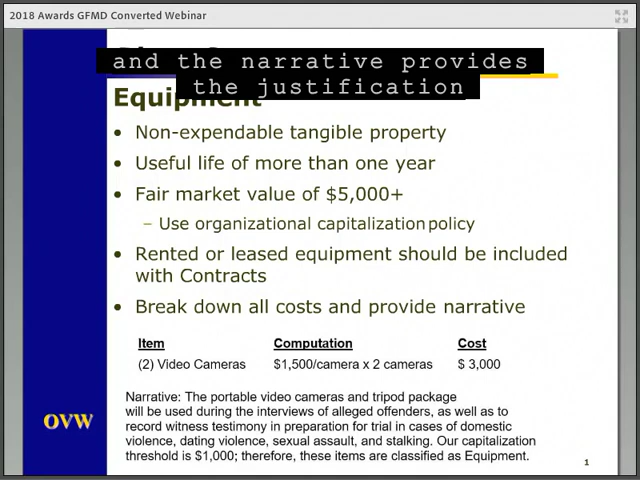 2018 Awards GFMD Converted Webinar
and the narrative provides
the justification
Equipment
• Non-expendable tangible property
• Useful life of more than one year
• Fair market value of $5,000+
– Use organizational capitalization policy
• Rented or leased equipment should be included
with Contracts
• Break down all costs and provide narrative
Item Computation Cost
(2) Video Cameras $1,500/camera x 2 cameras $ 3,000
Narrative: The portable video cameras and tripod package
will be used during the interviews of alleged offenders, as well as to
record witness testimony in preparation for trial in cases of domestic
violence, dating violence, sexual assault, and stalking. Our capitalization
threshold is $1,000; therefore, these items are classified as Equipment.
OVW
1